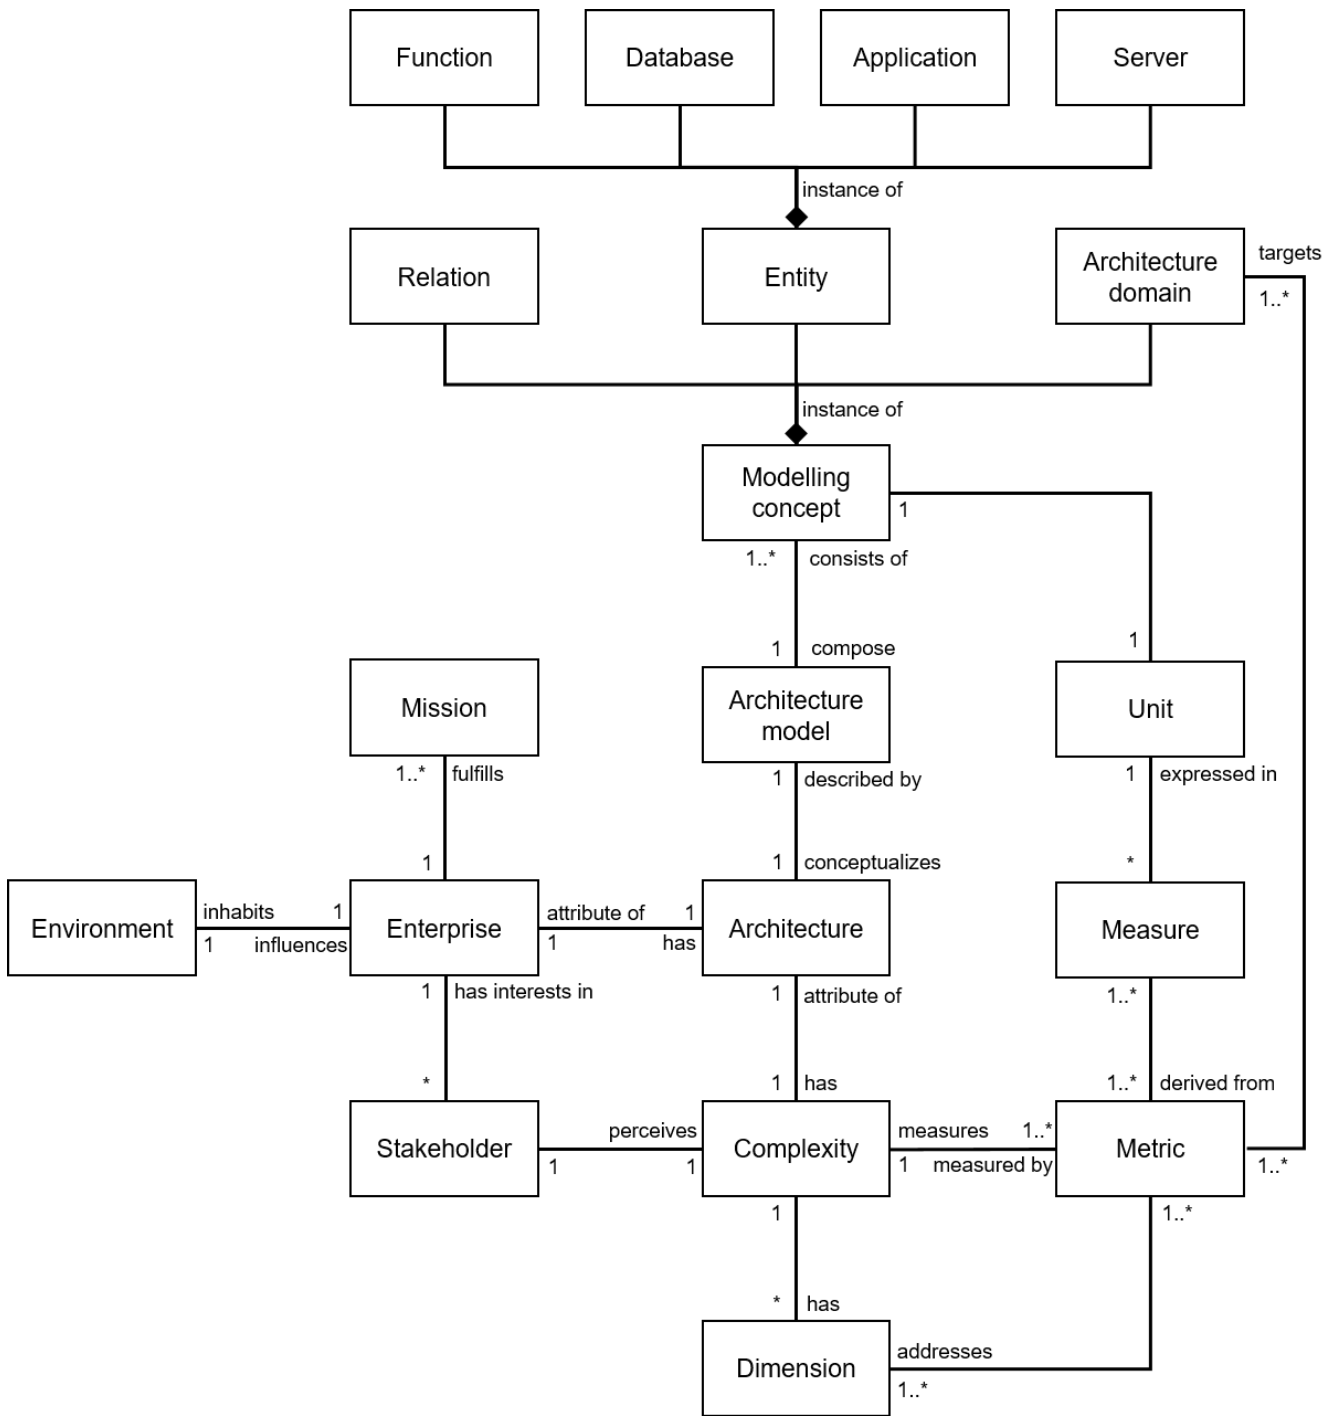 Function
Database
Application
Server
instance of
Relation
Entity
Architecture
domain
targets
1..*
instance of
Modelling
concept
1
1..*
consists of
1
compose
1
Mission
Architecture
model
Unit
1..*
fulfills
1
described by
1
expressed in
1
1
conceptualizes
*
Environment
inhabits
1
1
influences
Enterprise
attribute of
1
1
has
Architecture
Measure
1
has interests in
1
attribute of
1..*
*
1
has
1..*
derived from
Stakeholder
perceives
1
1
Complexity
measures
1..*
1
measured by
Metric
1..*
1
1..*
*
has
Dimension
addresses
1..*